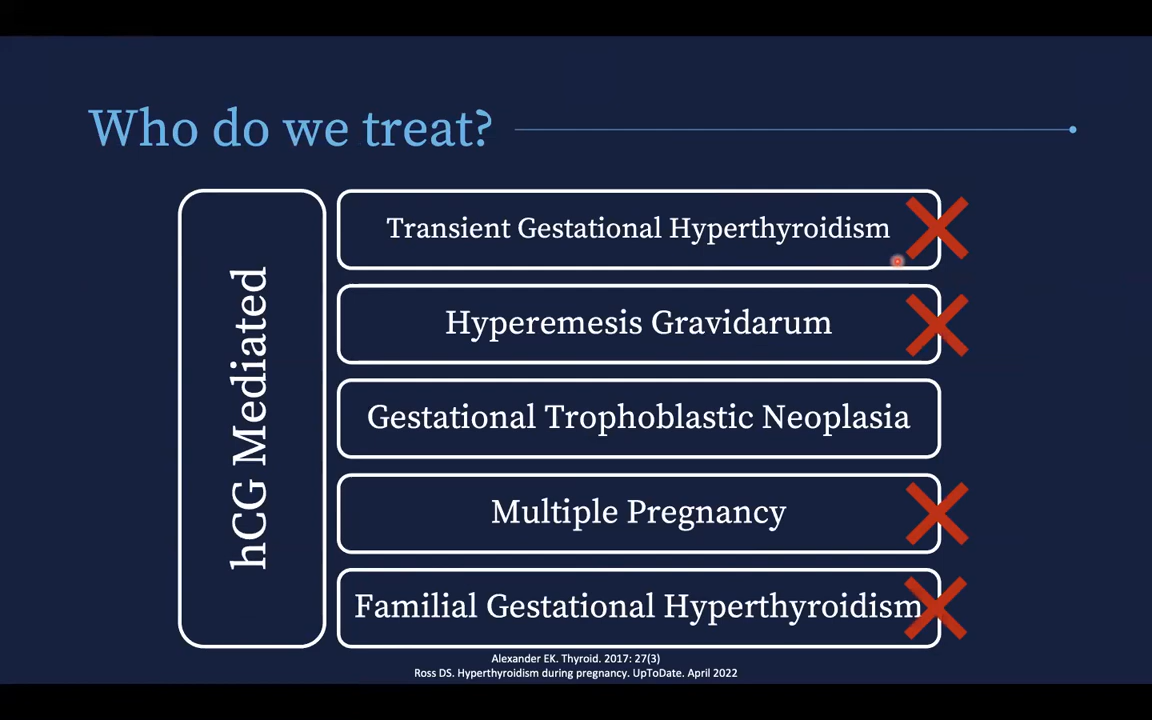 Who do we treat?
hCG Mediated
Transient Gestational Hyperthyroidism
Hyperemesis Gravidarum
Gestational Trophoblastic Neoplasia
Multiple Pregnancy
Familial Gestational Hyperthyroidism
Alexander EK. Thyroid. 2017: 27(3)
Ross DS. Hyperthyroidism during pregnancy. UpToDate. April 2022